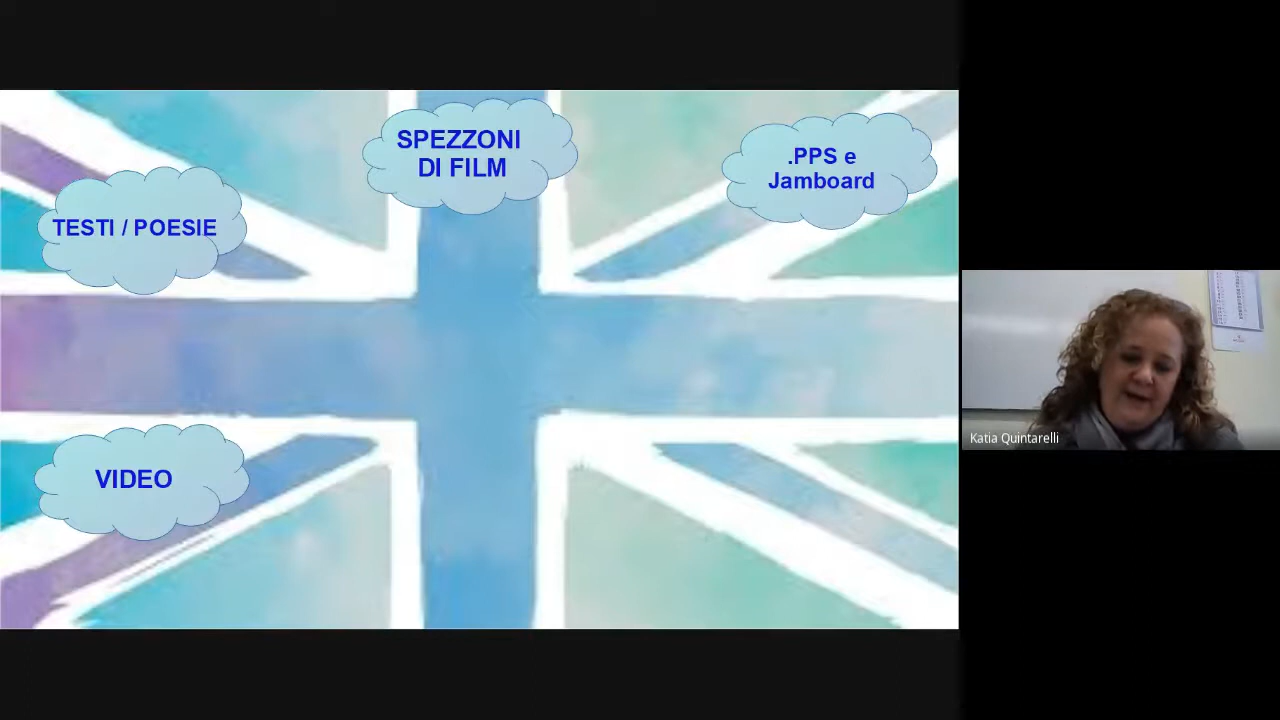 SPEZZONI
DI FILM
.PPS e
Jamboard
TESTI / POESIE
VIDEO
Katia Quintarelli